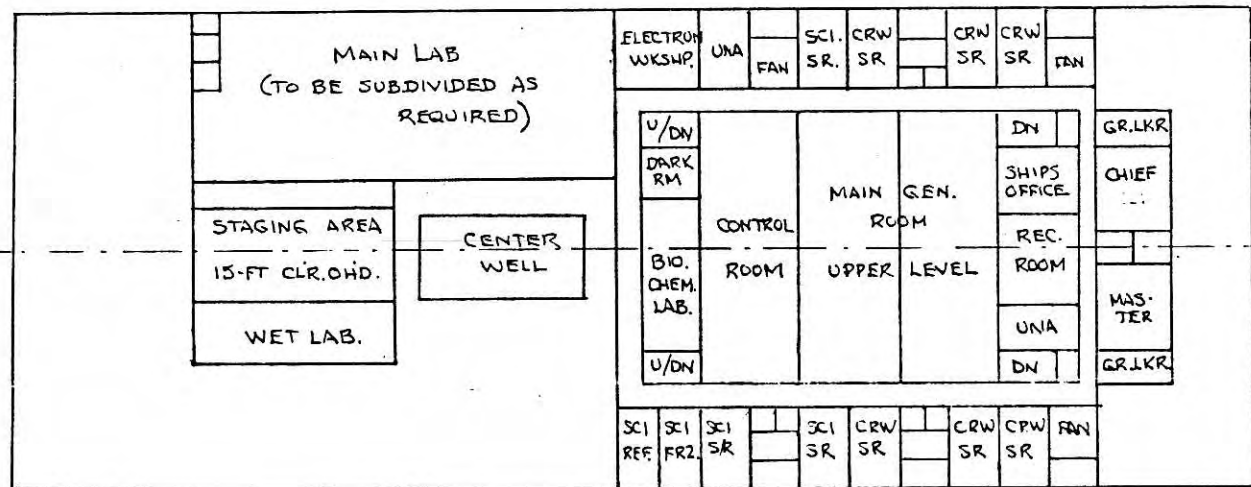 MAIN LAB
(TO BE SUBDIVIDED AS
REQUIRED)
ELECTRON
WKSHP.
UNA
FAN
SCI.
SR.
CRW
SR
CRW
SR
CRW
SR
FAN
U/DN
DARK
RM
BIO.
CHEM.
LAB.
U/DN
CONTROL
ROOM
MAIN GEN.
ROOM
UPPER LEVEL
DN
SHIPS
OFFICE
REC.
ROOM
UNA
DN
GR.LKR
CHIEF
MAS-
TER
GR.LKR
STAGING AREA
15-FT CLR.OHD.
WET LAB.
CENTER
WELL
SCI
REF.
SCI
FRZ.
SCI
S/R
SCI
SR
CRW
SR
CRW
SR
CRW
SR
FAN